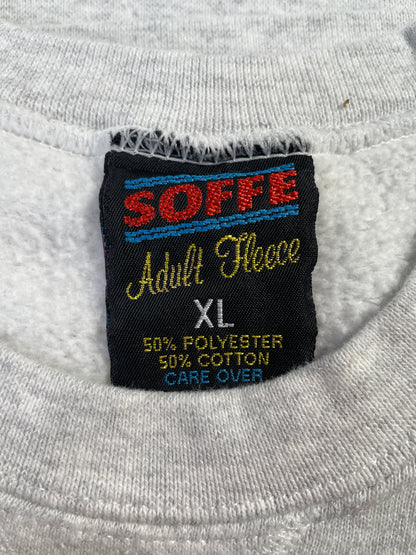 SOFFE
Adult Fleece
XL
50% POLYESTER
50% COTTON
CARE OVER